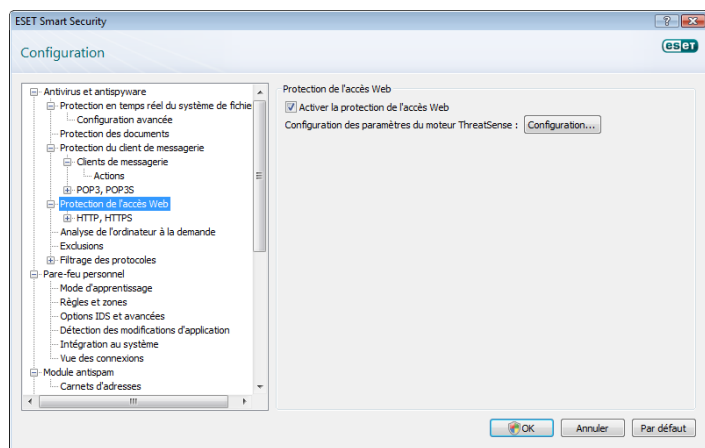 ESET Smart Security
Configuration
eset
Antivirus et antispyware
Protection en temps réel du système de fichie
Configuration avancée
Protection des documents
Protection du client de messagerie
Clients de messagerie
Actions
POP3, POP3S
Protection de l'accès Web
HTTP, HTTPS
Analyse de l'ordinateur à la demande
Exclusions
Filtrage des protocoles
Pare-feu personnel
Mode d'apprentissage
Règles et zones
Options IDS et avancées
Détection des modifications d'application
Intégration au système
Vue des connexions
Module antispam
Carnets d'adresses
Protection de l'accès Web
Activer la protection de l'accès Web
Configuration des paramètres du moteur ThreatSense : Configuration...
OK Annuler Par défaut